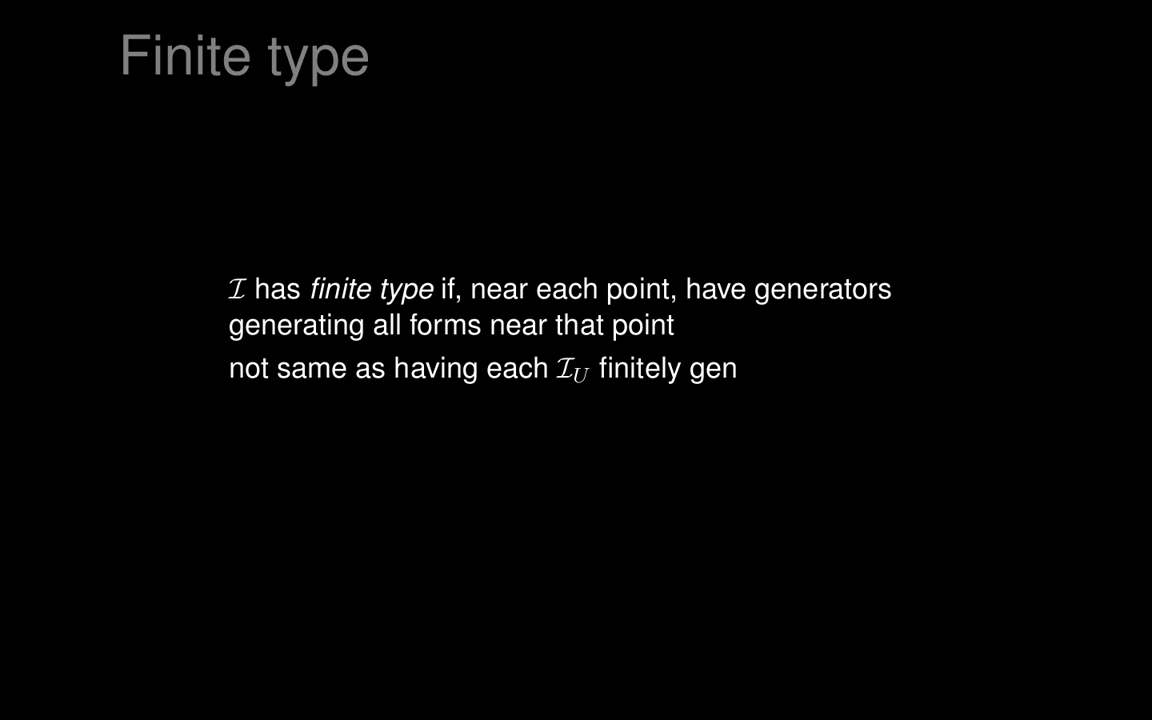 Finite type
ℐ has finite type if, near each point, have generators
generating all forms near that point
not same as having each ℐ_U finitely gen